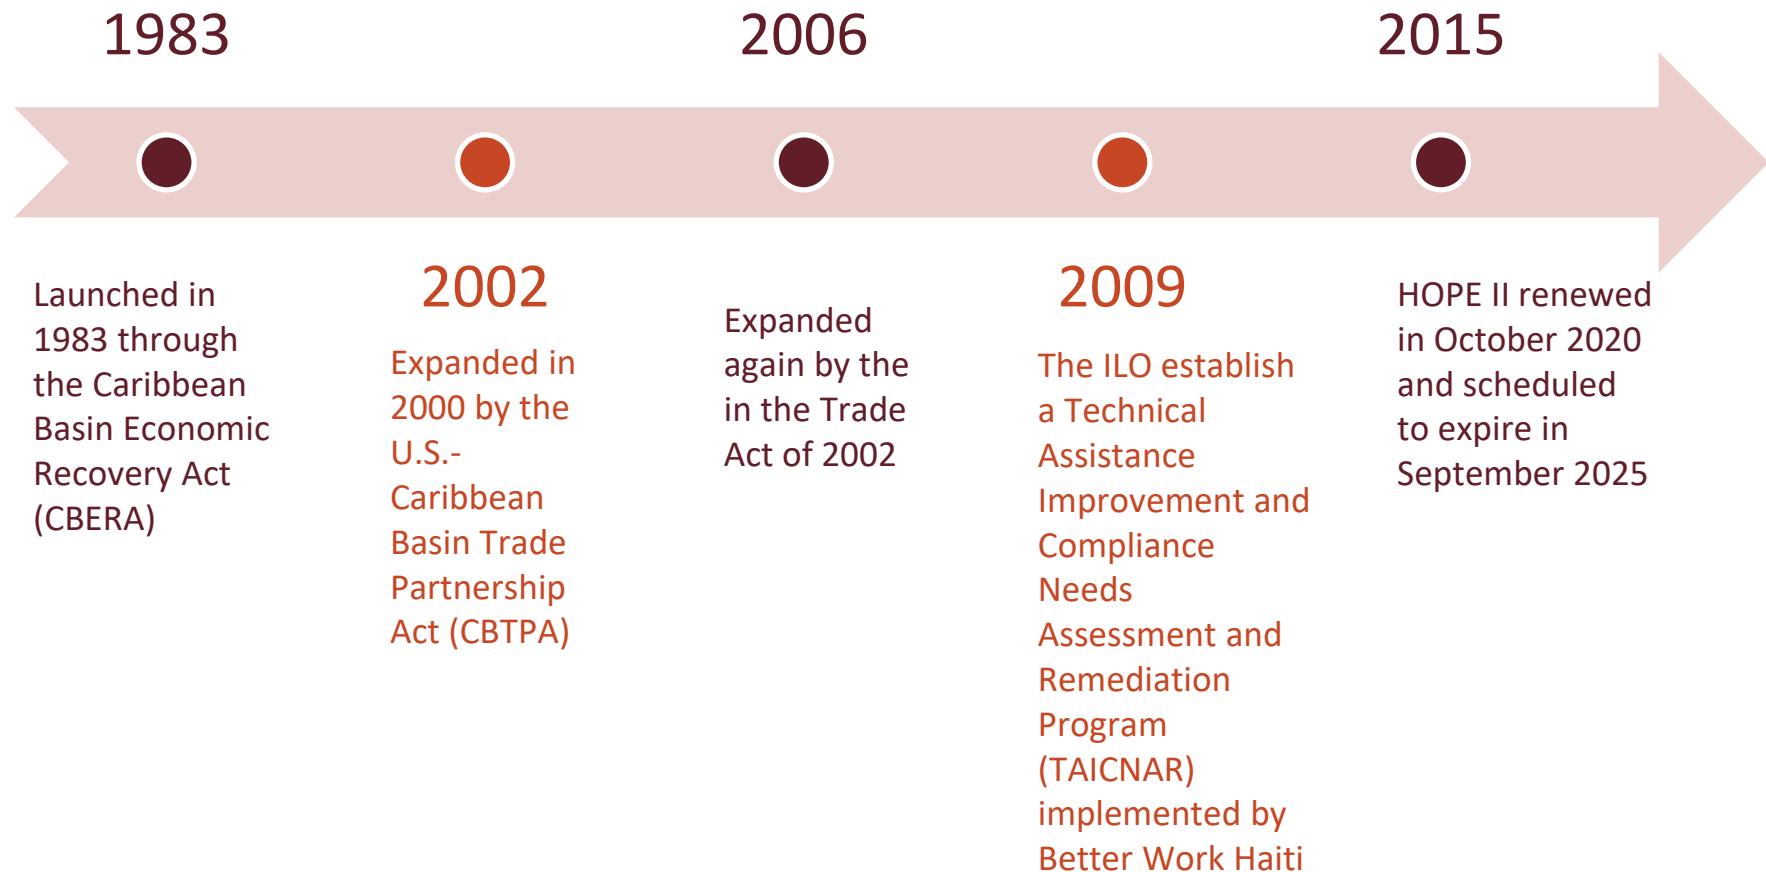 1983
Launched in
1983 through
the Caribbean
Basin Economic
Recovery Act
(CBERA)
2002
Expanded in
2000 by the
U.S.-
Caribbean
Basin Trade
Partnership
Act (CBTPA)
2006
Expanded
again by the
in the Trade
Act of 2002
2009
The ILO establish
a Technical
Assistance
Improvement and
Compliance
Needs
Assessment and
Remediation
Program
(TAICNAR)
implemented by
Better Work Haiti
2015
HOPE II renewed
in October 2020
and scheduled
to expire in
September 2025